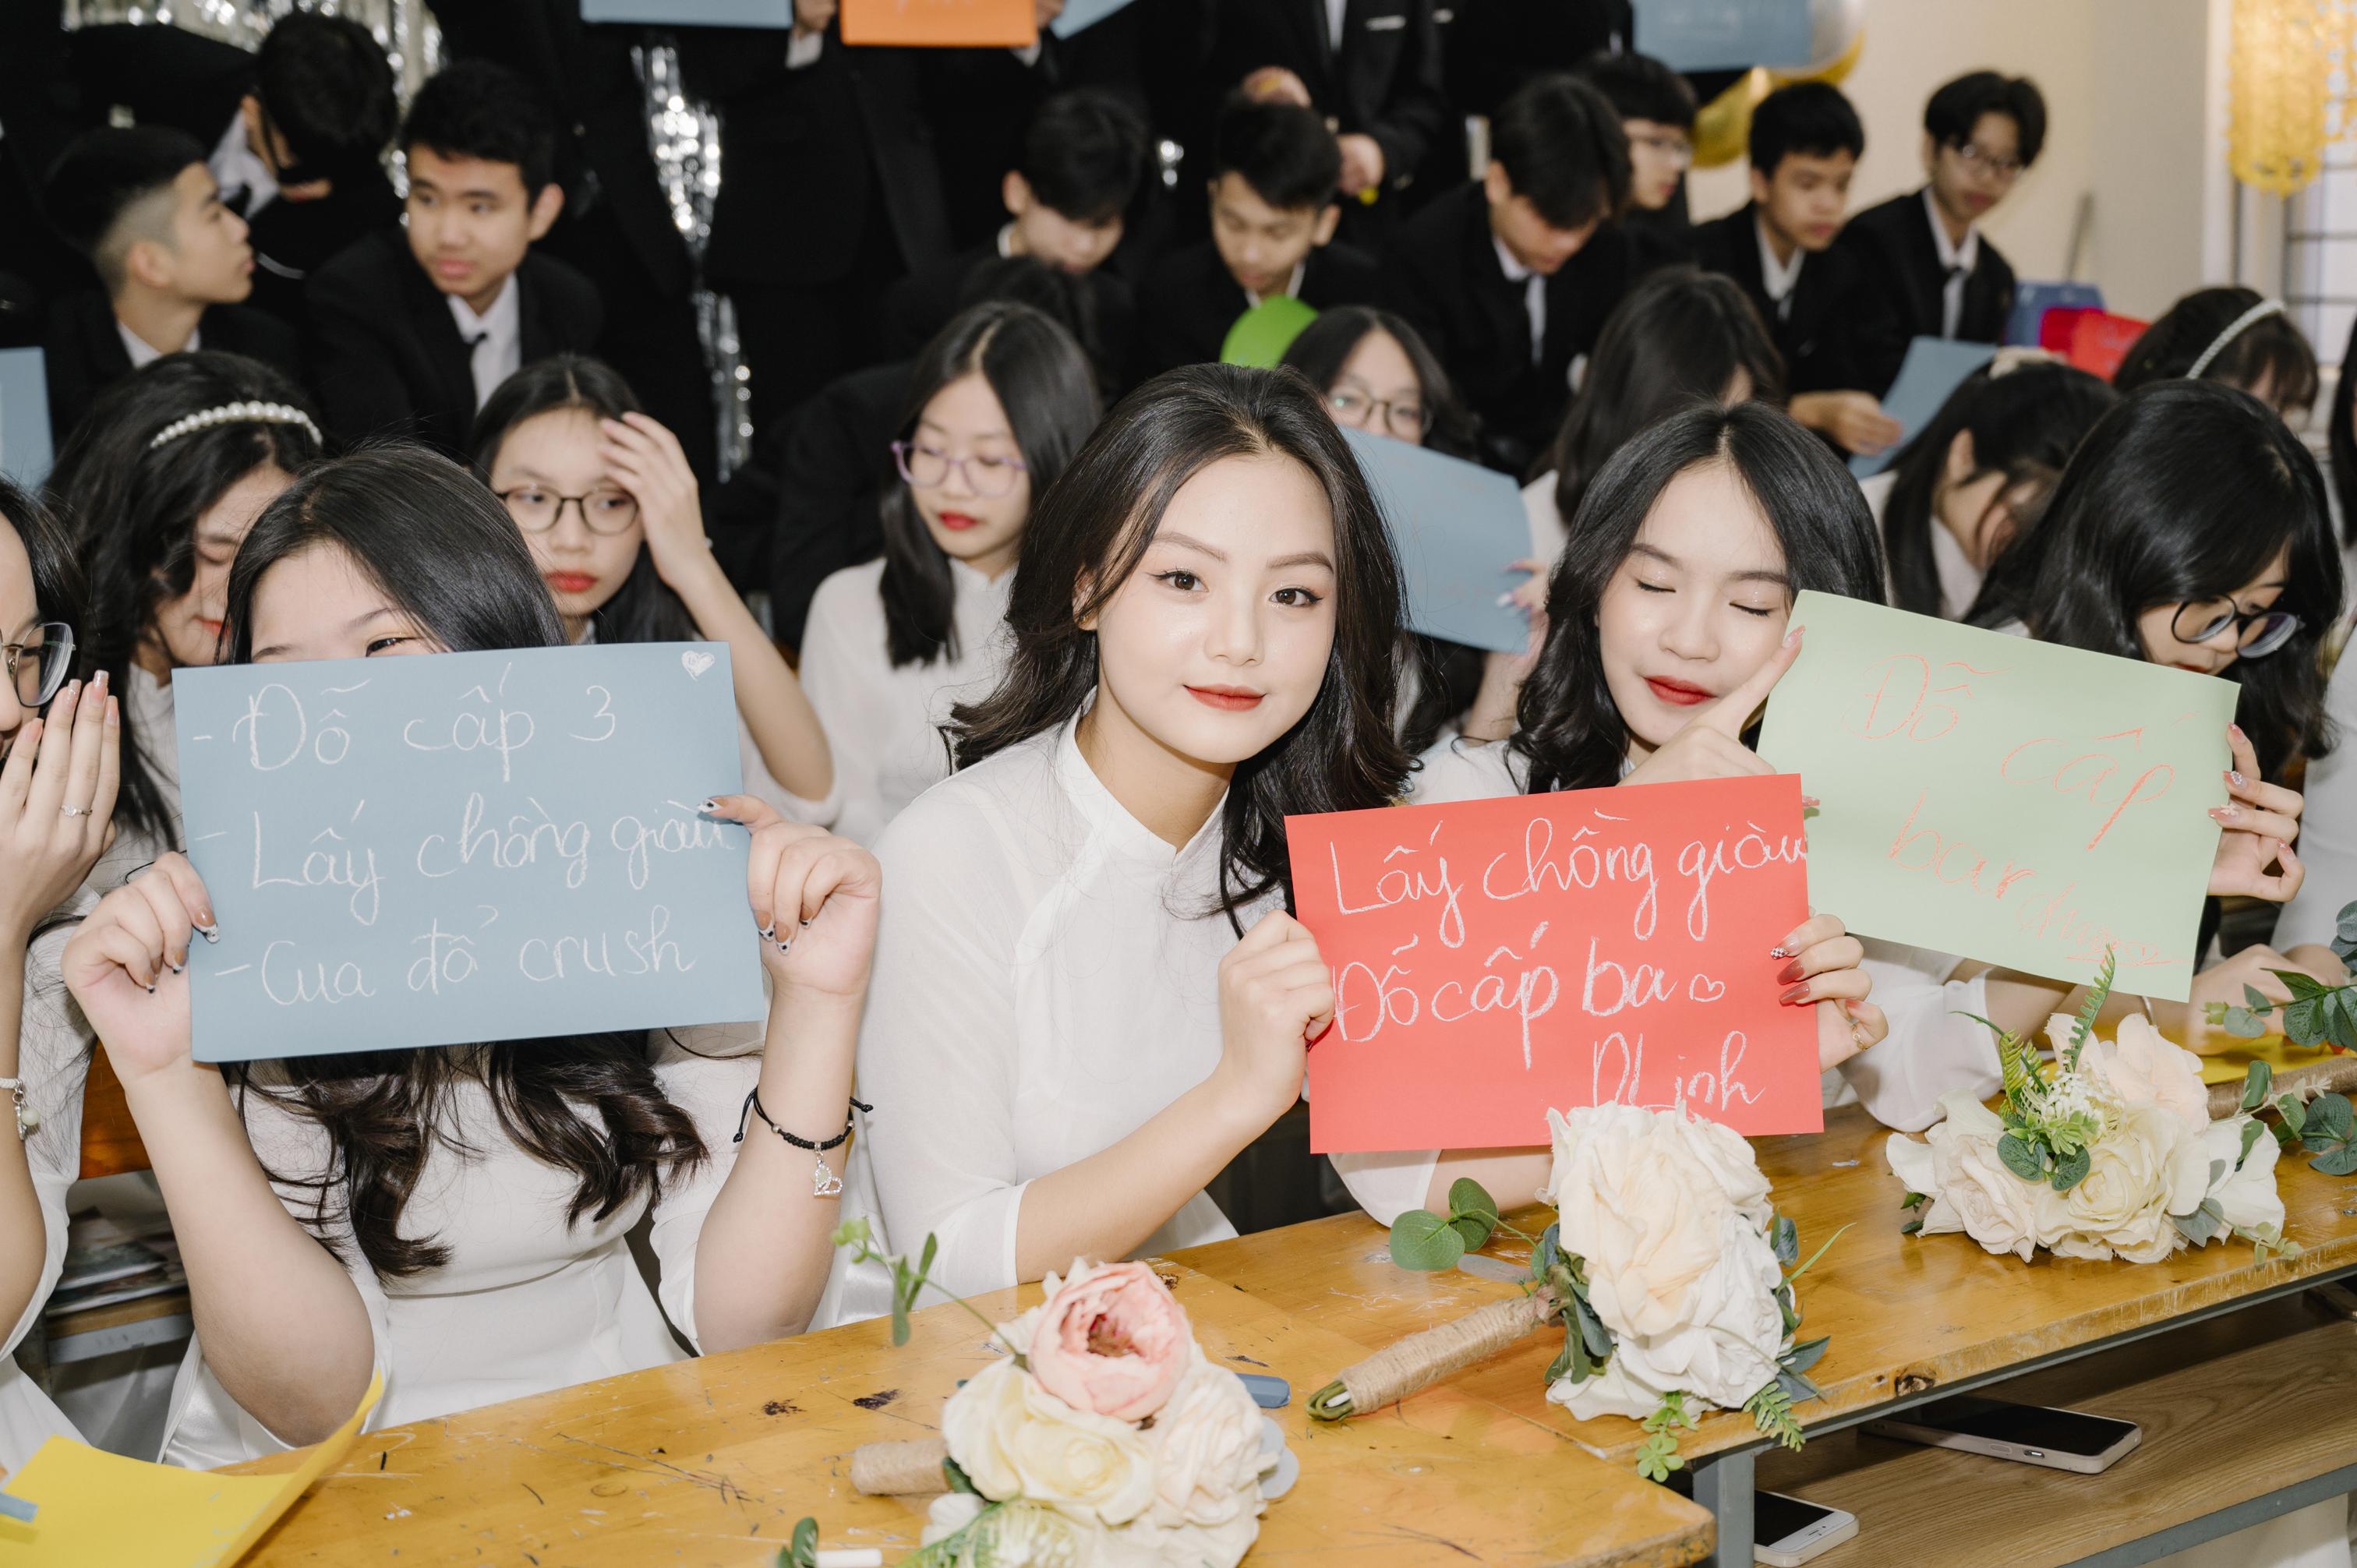 - Đỗ cấp 3
- Lấy chồng giàu
- Cua đổ crush
Lấy chồng giàu
Đỗ cấp ba
Đỗ
cấp